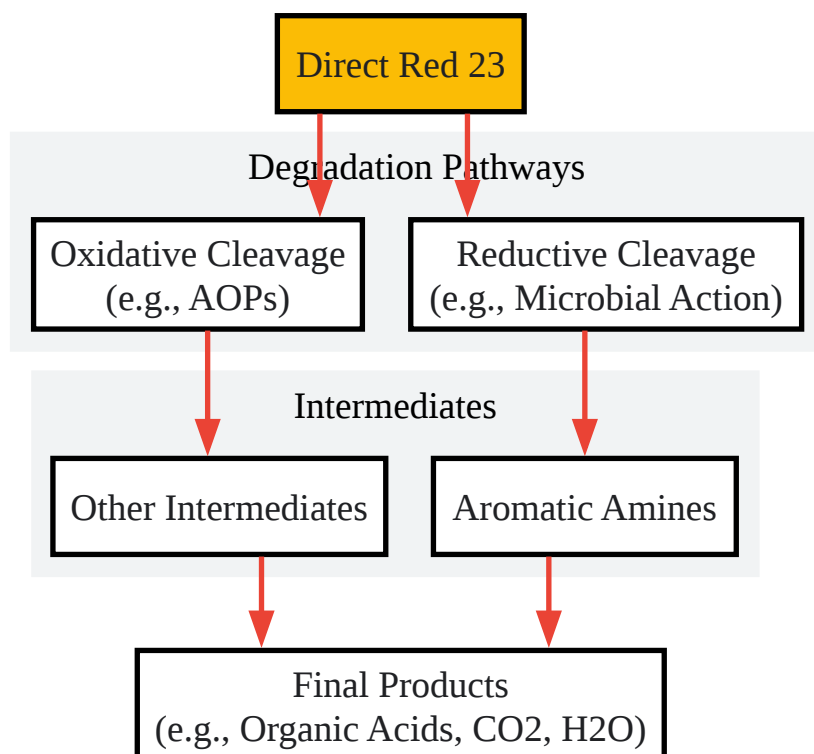 Direct Red 23
Degradation Pathways
Oxidative Cleavage
(e.g., AOPs)
Reductive Cleavage
(e.g., Microbial Action)
Intermediates
Other Intermediates
Aromatic Amines
Final Products
(e.g., Organic Acids, CO2, H2O)